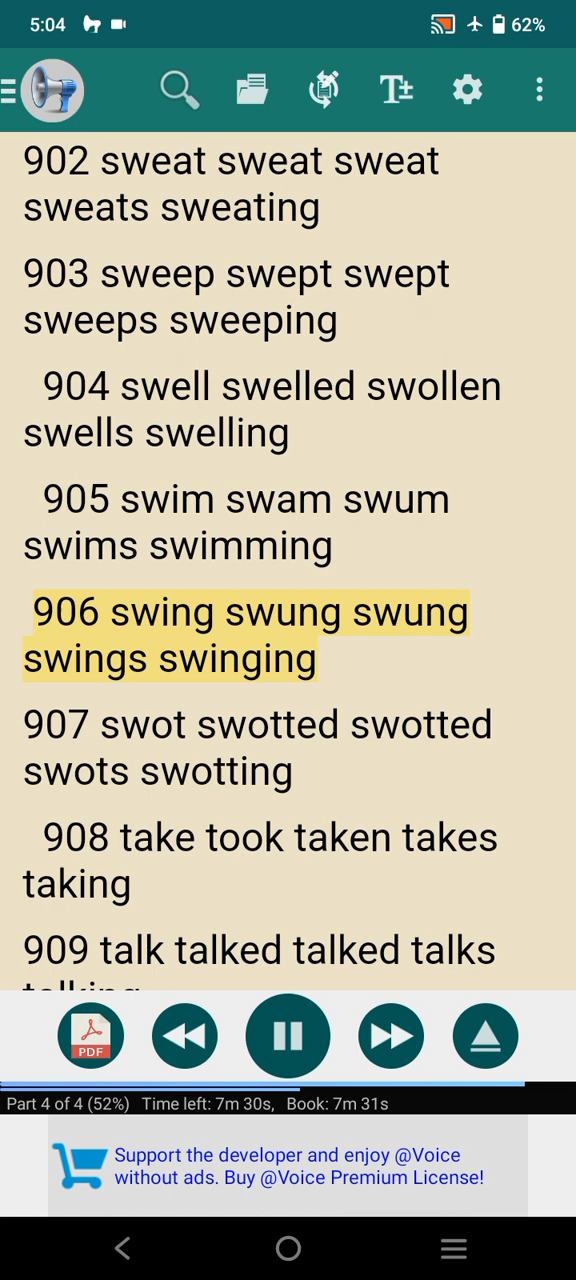 5:04
62%
T±
902 sweat sweat sweat
sweats sweating
903 sweep swept swept
sweeps sweeping
904 swell swelled swollen
swells swelling
905 swim swam swum
swims swimming
906 swing swung swung
swings swinging
907 swot swotted swotted
swots swotting
908 take took taken takes
taking
909 talk talked talked talks
talking
PDF
Part 4 of 4 (52%) Time left: 7m 30s, Book: 7m 31s
Support the developer and enjoy @Voice
without ads. Buy @Voice Premium License!